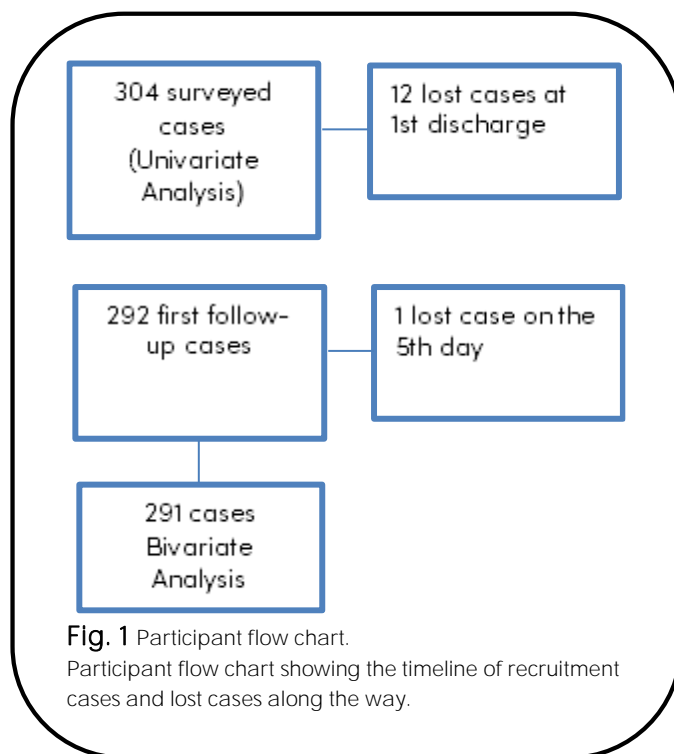 304 surveyed
cases
(Univariate
Analysis)
12 lost cases at
1st discharge
292 first follow-
up cases
1 lost case on the
5th day
291 cases
Bivariate
Analysis
Fig. 1 Participant flow chart.
Participant flow chart showing the timeline of recruitment
cases and lost cases along the way.